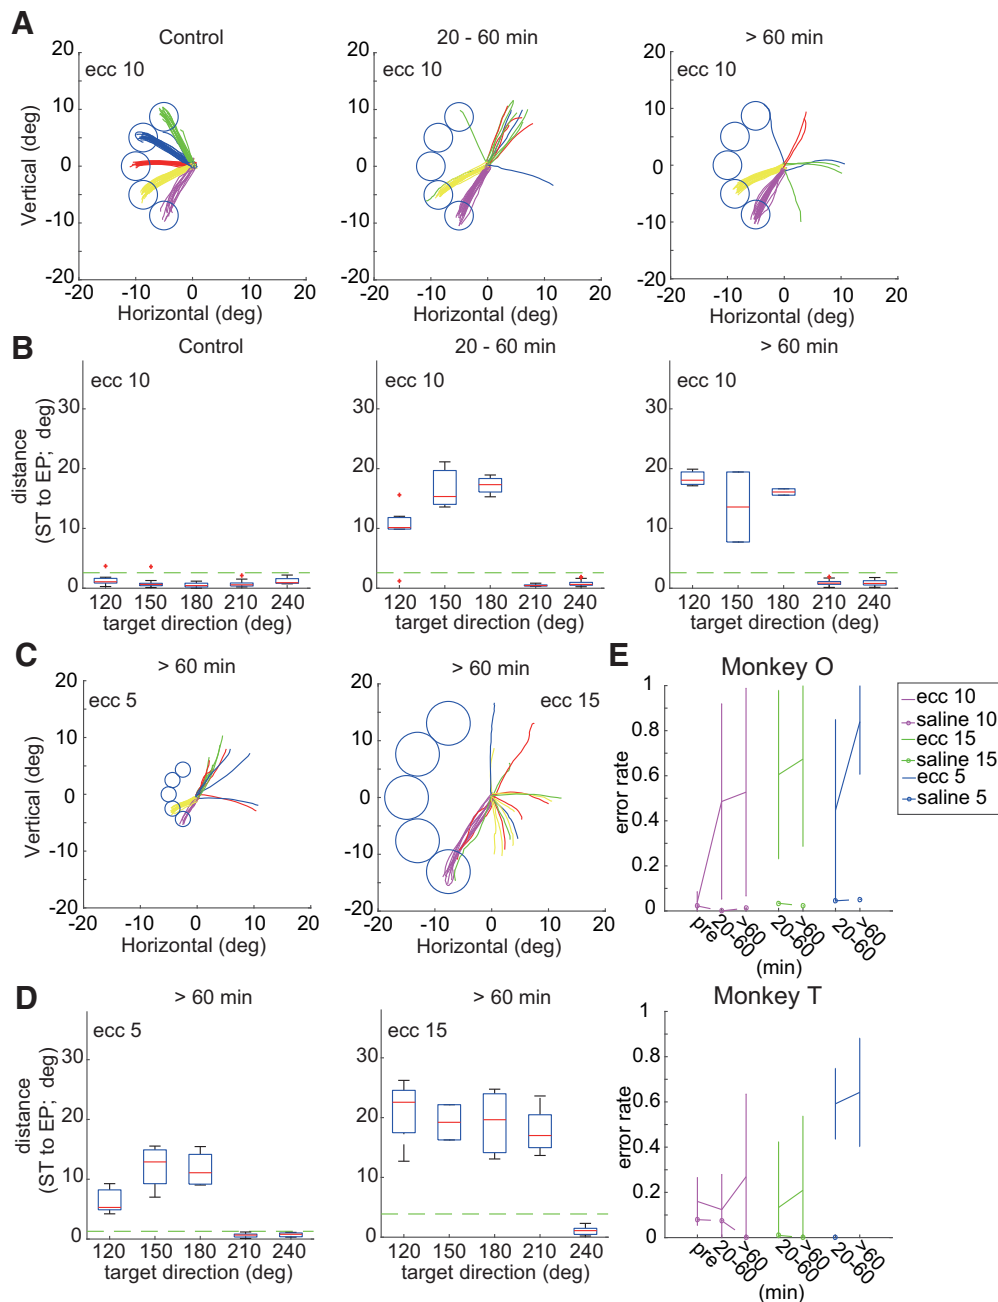 A
Control
20 - 60 min
> 60 min
ecc 10
ecc 10
ecc 10
Vertical (deg)
20
10
0
-10
-20
20
10
0
-10
-20
20
10
0
-10
-20
-20 -10 0 10 20
-20 -10 0 10 20
-20 -10 0 10 20
Horizontal (deg)
Horizontal (deg)
Horizontal (deg)
B
Control
20 - 60 min
> 60 min
ecc 10
ecc 10
ecc 10
distance
(ST to EP; deg)
30
20
10
0
30
20
10
0
30
20
10
0
120 150 180 210 240
120 150 180 210 240
120 150 180 210 240
target direction (deg)
target direction (deg)
target direction (deg)
C
> 60 min
> 60 min
ecc 5
ecc 15
Vertical (deg)
20
10
0
-10
-20
20
10
0
-10
-20
-20 -10 0 10 20
-20 -10 0 10 20
Horizontal (deg)
Horizontal (deg)
D
> 60 min
> 60 min
ecc 5
ecc 15
distance
(ST to EP; deg)
30
20
10
0
30
20
10
0
120 150 180 210 240
120 150 180 210 240
target direction (deg)
target direction (deg)
E
Monkey O
error rate
1
0.8
0.6
0.4
0.2
0
pre 20-60 >60 20-60 >60 20-60 >60
(min)
ecc 10
saline 10
ecc 15
saline 15
ecc 5
saline 5
Monkey T
error rate
1
0.8
0.6
0.4
0.2
0
pre 20-60 >60 20-60 >60 20-60 >60
(min)